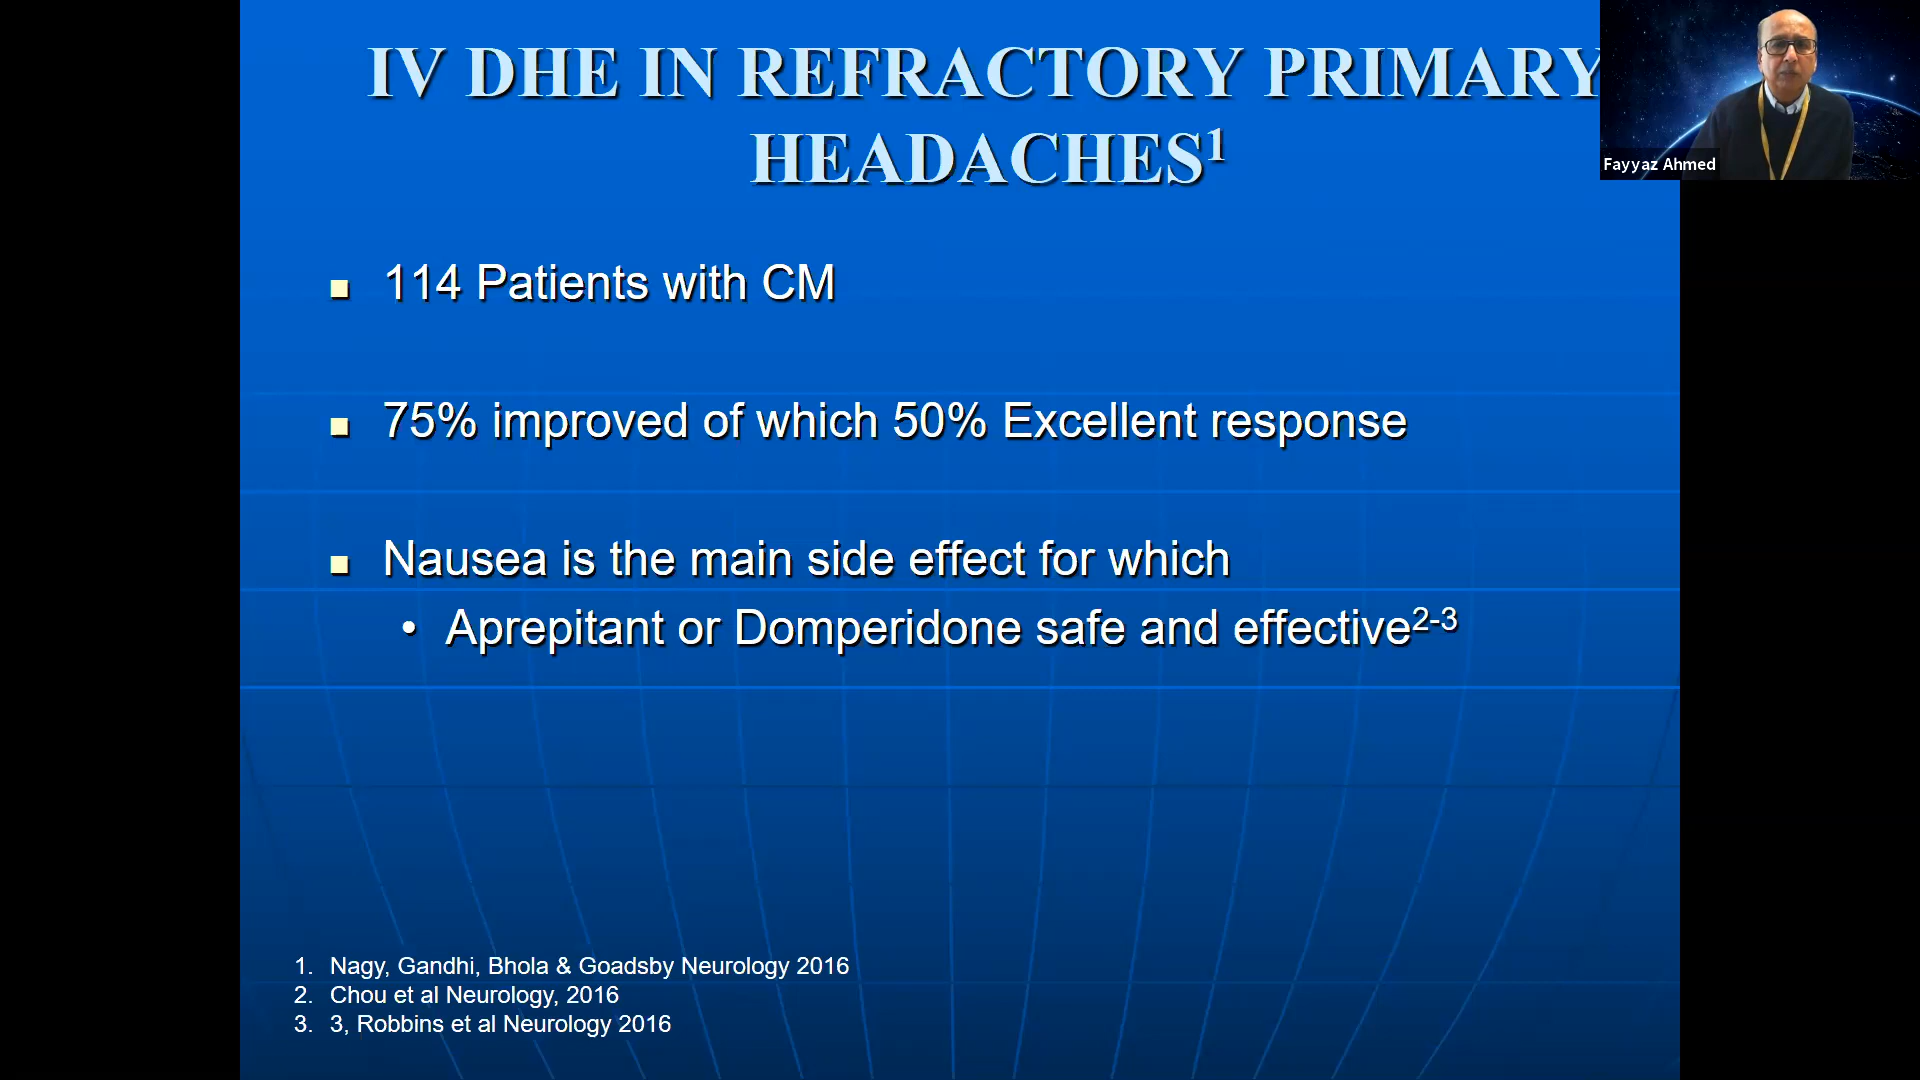 IV DHE IN REFRACTORY PRIMARY
HEADACHES¹
Fayyaz Ahmed
■ 114 Patients with CM
■ 75% improved of which 50% Excellent response
■ Nausea is the main side effect for which
• Aprepitant or Domperidone safe and effective²⁻³
1. Nagy, Gandhi, Bhola & Goadsby Neurology 2016
2. Chou et al Neurology, 2016
3. 3, Robbins et al Neurology 2016